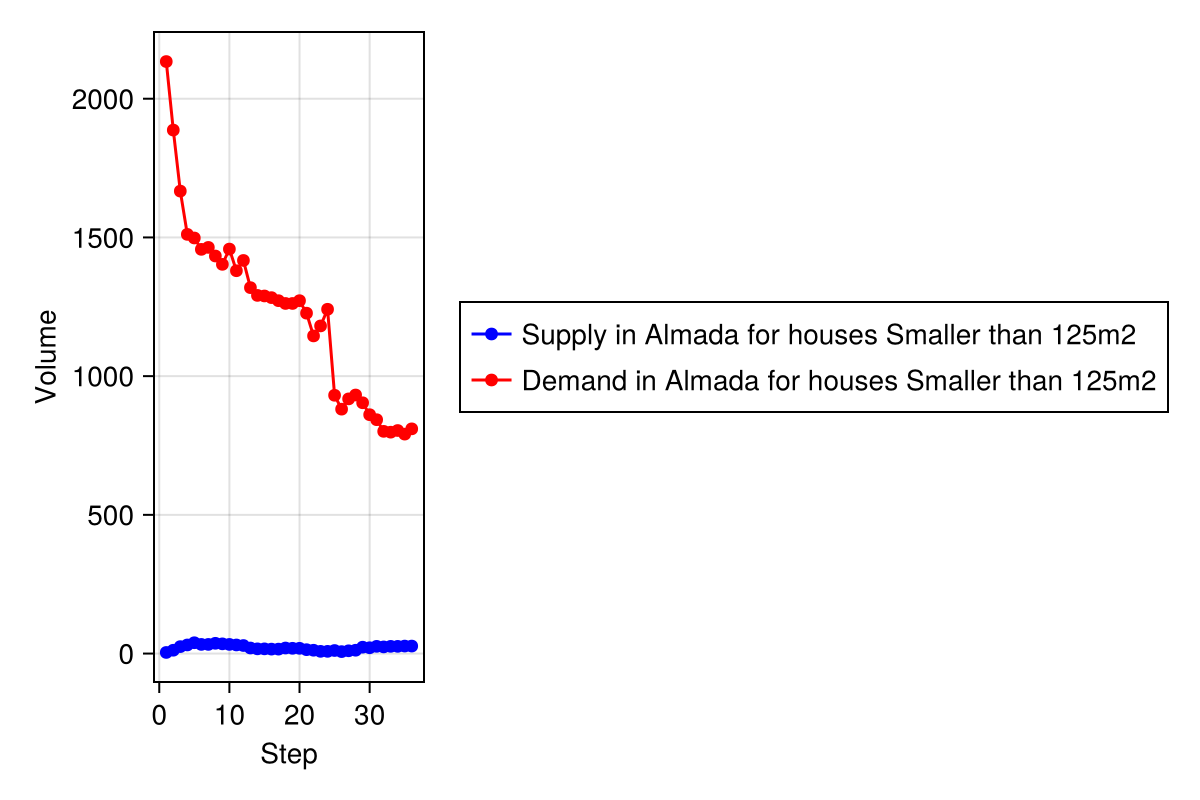 2000
1500
1000
500
0
Volume
0 10 20 30
Step
Supply in Almada for houses Smaller than 125m2
Demand in Almada for houses Smaller than 125m2